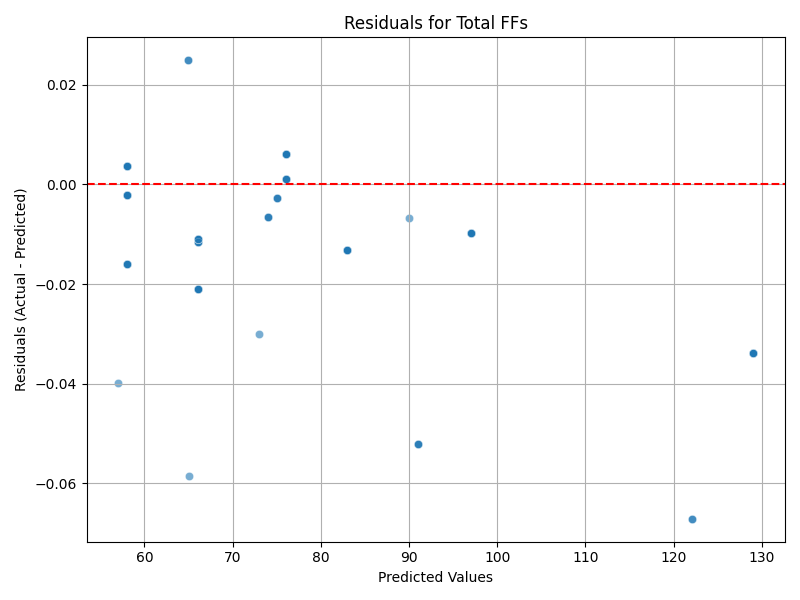 Residuals for Total FFs
Residuals (Actual - Predicted)
0.02
0.00
−0.02
−0.04
−0.06
60 70 80 90 100 110 120 130
Predicted Values